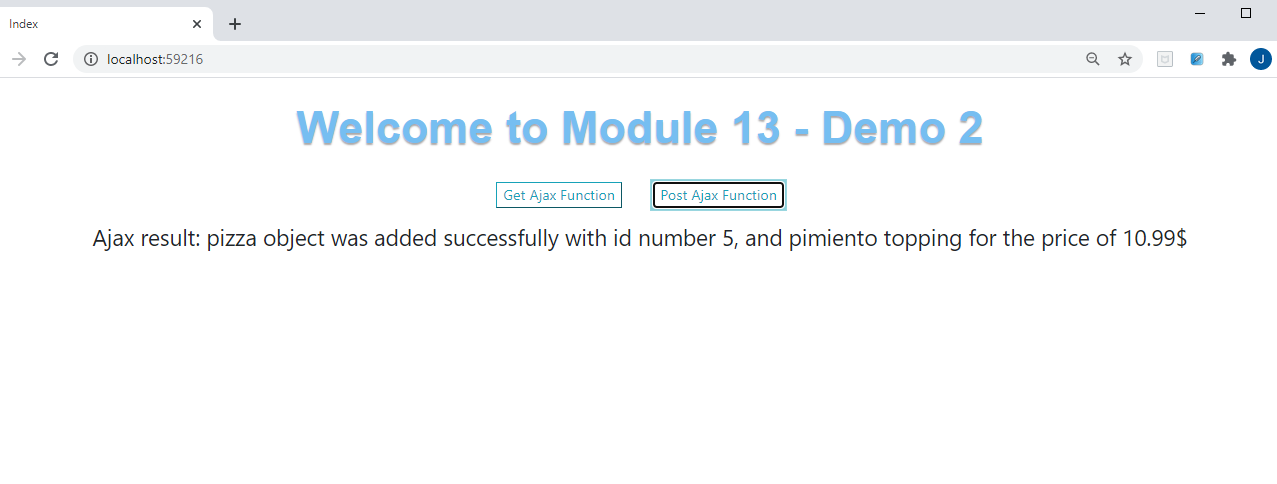 Index
localhost:59216
J
Welcome to Module 13 - Demo 2
Get Ajax Function
Post Ajax Function
Ajax result: pizza object was added successfully with id number 5, and pimiento topping for the price of 10.99$